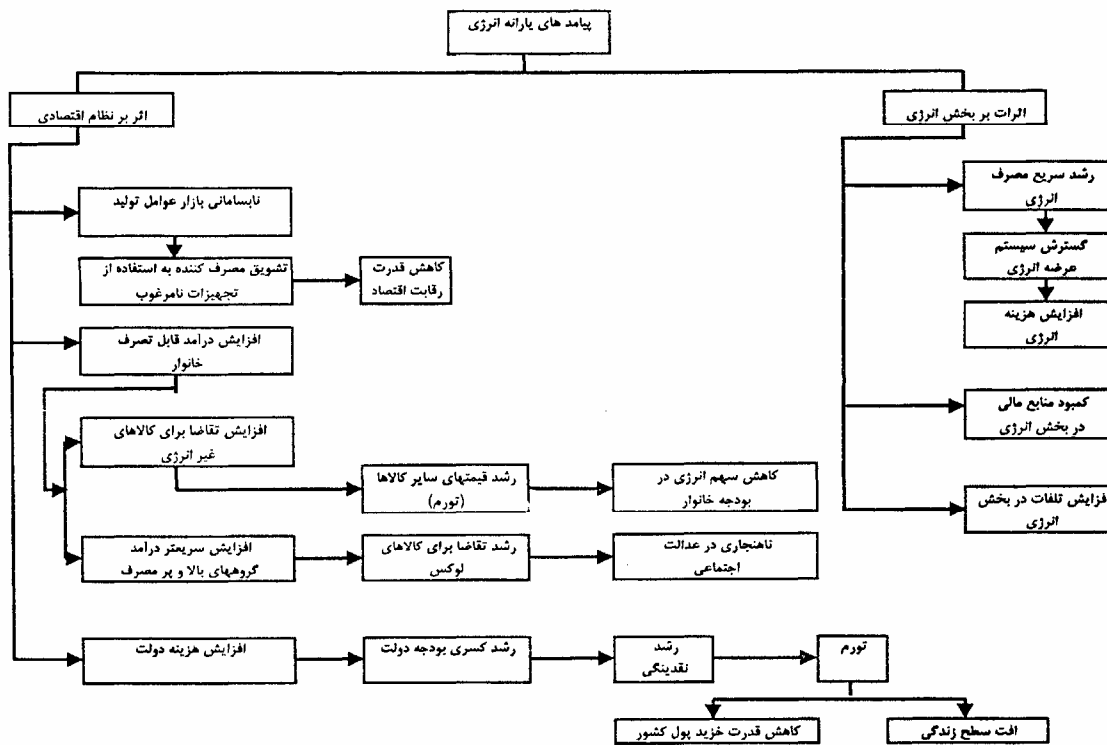 پیامد های یارانه انرژی
اثرات بر بخش انرژی
رشد سریع مصرف
انرژی
گسترش سیستم
عرضه انرژی
افزایش هزینه
انرژی
کمبود منابع مالی
در بخش انرژی
فزایش تلفات در بخش
انرژی
اثر بر نظام اقتصادی
نابسامانی بازار عوامل تولید
تشویق مصرف کننده به استفاده از
تجهیزات نامرغوب
کاهش قدرت
رقابت اقتصاد
افزایش درآمد قابل تصرف
خانوار
افزایش تقاضا برای کالاهای
غیر انرژی
رشد قیمتهای سایر کالاها
(تورم)
کاهش سهم انرژی در
بودجه خانوار
افزایش سریعتر درآمد
گروههای بالا و پر مصرف
رشد تقاضا برای کالاهای
لوکس
ناهنجاری در عدالت
اجتماعی
افزایش هزینه دولت
رشد کسری بودجه دولت
رشد
نقدینگی
تورم
افت سطح زندگی
کاهش قدرت خزید پول کشور